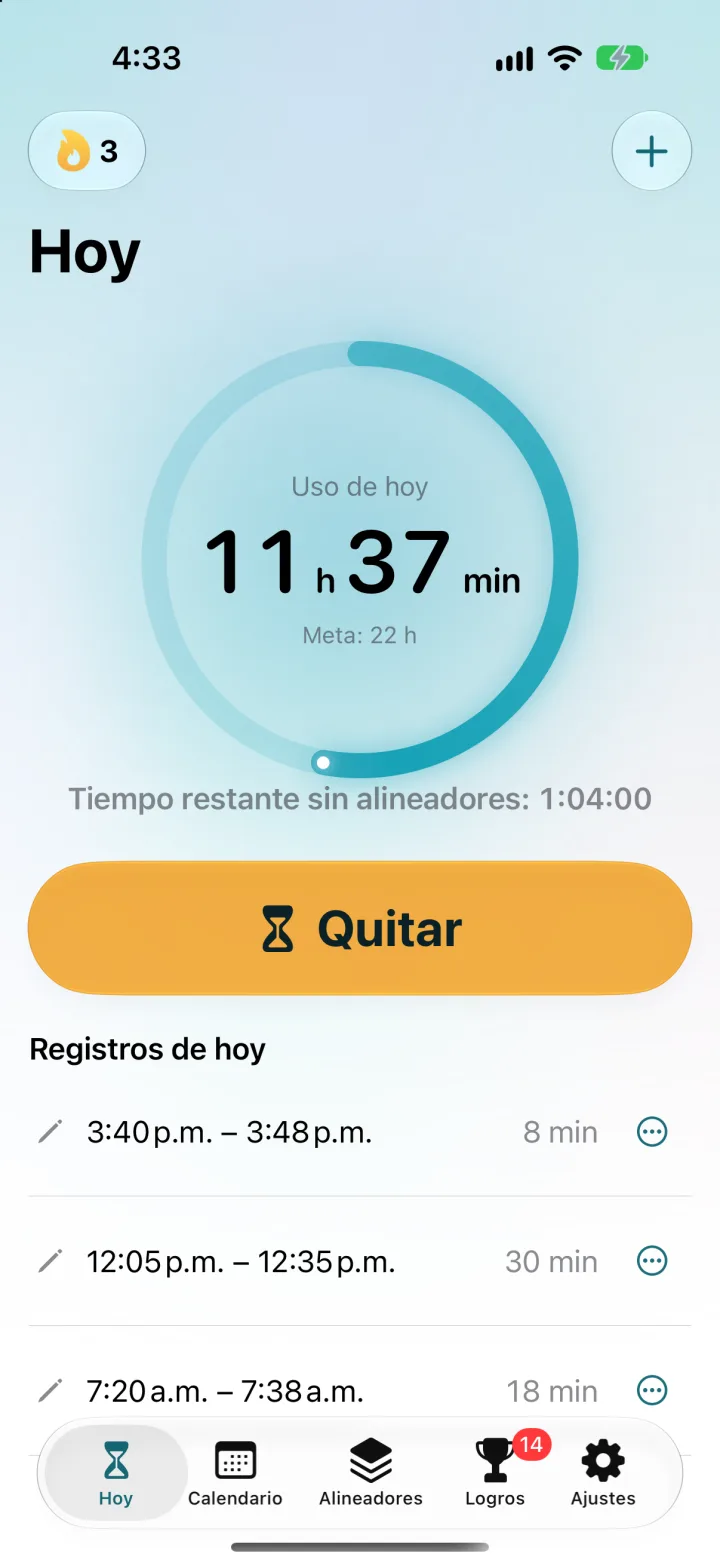 4:33
3
Hoy
Uso de hoy
11 h 37 min
Meta: 22 h
Tiempo restante sin alineadores: 1:04:00
Quitar
Registros de hoy
3:40 p.m. – 3:48 p.m. 8 min
12:05 p.m. – 12:35 p.m. 30 min
7:20 a.m. – 7:38 a.m. 18 min
14
Hoy Calendario Alineadores Logros Ajustes